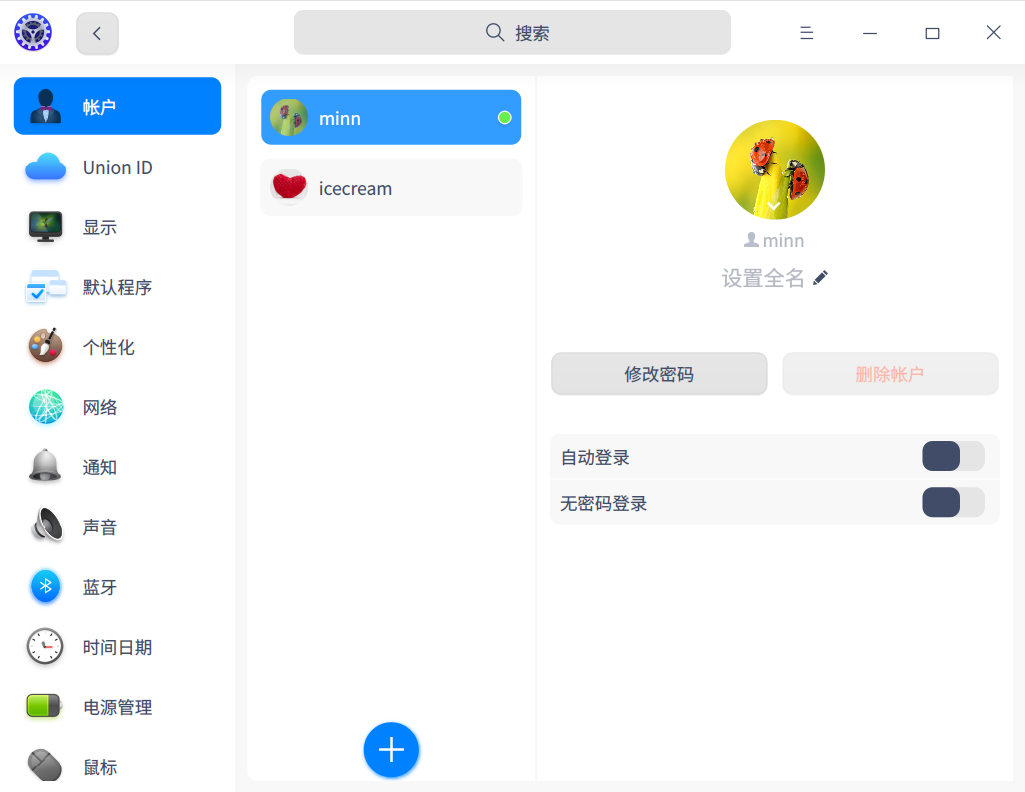 搜索
帐户
Union ID
显示
默认程序
个性化
网络
通知
声音
蓝牙
时间日期
电源管理
鼠标
minn
icecream
minn
设置全名
修改密码
删除帐户
自动登录
无密码登录